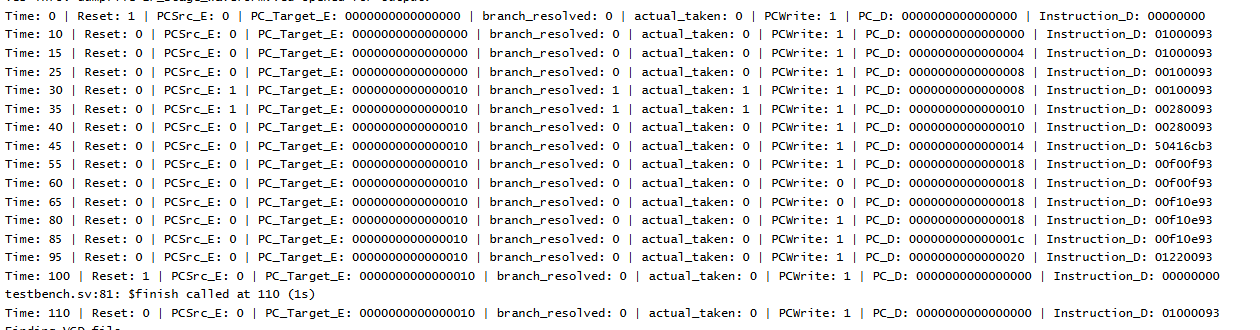 Time: 0 | Reset: 1 | PCSrc_E: 0 | PC_Target_E: 0000000000000000 | branch_resolved: 0 | actual_taken: 0 | PCWrite: 1 | PC_D: 0000000000000000 | Instruction_D: 00000000
Time: 10 | Reset: 0 | PCSrc_E: 0 | PC_Target_E: 0000000000000000 | branch_resolved: 0 | actual_taken: 0 | PCWrite: 1 | PC_D: 0000000000000000 | Instruction_D: 01000093
Time: 15 | Reset: 0 | PCSrc_E: 0 | PC_Target_E: 0000000000000000 | branch_resolved: 0 | actual_taken: 0 | PCWrite: 1 | PC_D: 0000000000000004 | Instruction_D: 01000093
Time: 25 | Reset: 0 | PCSrc_E: 0 | PC_Target_E: 0000000000000000 | branch_resolved: 0 | actual_taken: 0 | PCWrite: 1 | PC_D: 0000000000000008 | Instruction_D: 00100093
Time: 30 | Reset: 0 | PCSrc_E: 1 | PC_Target_E: 0000000000000010 | branch_resolved: 1 | actual_taken: 1 | PCWrite: 1 | PC_D: 0000000000000008 | Instruction_D: 00100093
Time: 35 | Reset: 0 | PCSrc_E: 1 | PC_Target_E: 0000000000000010 | branch_resolved: 1 | actual_taken: 1 | PCWrite: 1 | PC_D: 0000000000000010 | Instruction_D: 00280093
Time: 40 | Reset: 0 | PCSrc_E: 0 | PC_Target_E: 0000000000000010 | branch_resolved: 0 | actual_taken: 0 | PCWrite: 1 | PC_D: 0000000000000010 | Instruction_D: 00280093
Time: 45 | Reset: 0 | PCSrc_E: 0 | PC_Target_E: 0000000000000010 | branch_resolved: 0 | actual_taken: 0 | PCWrite: 1 | PC_D: 0000000000000014 | Instruction_D: 50416cb3
Time: 55 | Reset: 0 | PCSrc_E: 0 | PC_Target_E: 0000000000000010 | branch_resolved: 0 | actual_taken: 0 | PCWrite: 1 | PC_D: 0000000000000018 | Instruction_D: 00f00f93
Time: 60 | Reset: 0 | PCSrc_E: 0 | PC_Target_E: 0000000000000010 | branch_resolved: 0 | actual_taken: 0 | PCWrite: 0 | PC_D: 0000000000000018 | Instruction_D: 00f00f93
Time: 65 | Reset: 0 | PCSrc_E: 0 | PC_Target_E: 0000000000000010 | branch_resolved: 0 | actual_taken: 0 | PCWrite: 0 | PC_D: 0000000000000018 | Instruction_D: 00f10e93
Time: 80 | Reset: 0 | PCSrc_E: 0 | PC_Target_E: 0000000000000010 | branch_resolved: 0 | actual_taken: 0 | PCWrite: 1 | PC_D: 0000000000000018 | Instruction_D: 00f10e93
Time: 85 | Reset: 0 | PCSrc_E: 0 | PC_Target_E: 0000000000000010 | branch_resolved: 0 | actual_taken: 0 | PCWrite: 1 | PC_D: 000000000000001c | Instruction_D: 00f10e93
Time: 95 | Reset: 0 | PCSrc_E: 0 | PC_Target_E: 0000000000000010 | branch_resolved: 0 | actual_taken: 0 | PCWrite: 1 | PC_D: 0000000000000020 | Instruction_D: 01220093
Time: 100 | Reset: 1 | PCSrc_E: 0 | PC_Target_E: 0000000000000010 | branch_resolved: 0 | actual_taken: 0 | PCWrite: 1 | PC_D: 0000000000000000 | Instruction_D: 00000000
testbench.sv:81: $finish called at 110 (1s)
Time: 110 | Reset: 0 | PCSrc_E: 0 | PC_Target_E: 0000000000000010 | branch_resolved: 0 | actual_taken: 0 | PCWrite: 1 | PC_D: 0000000000000000 | Instruction_D: 01000093
Finding VCD file